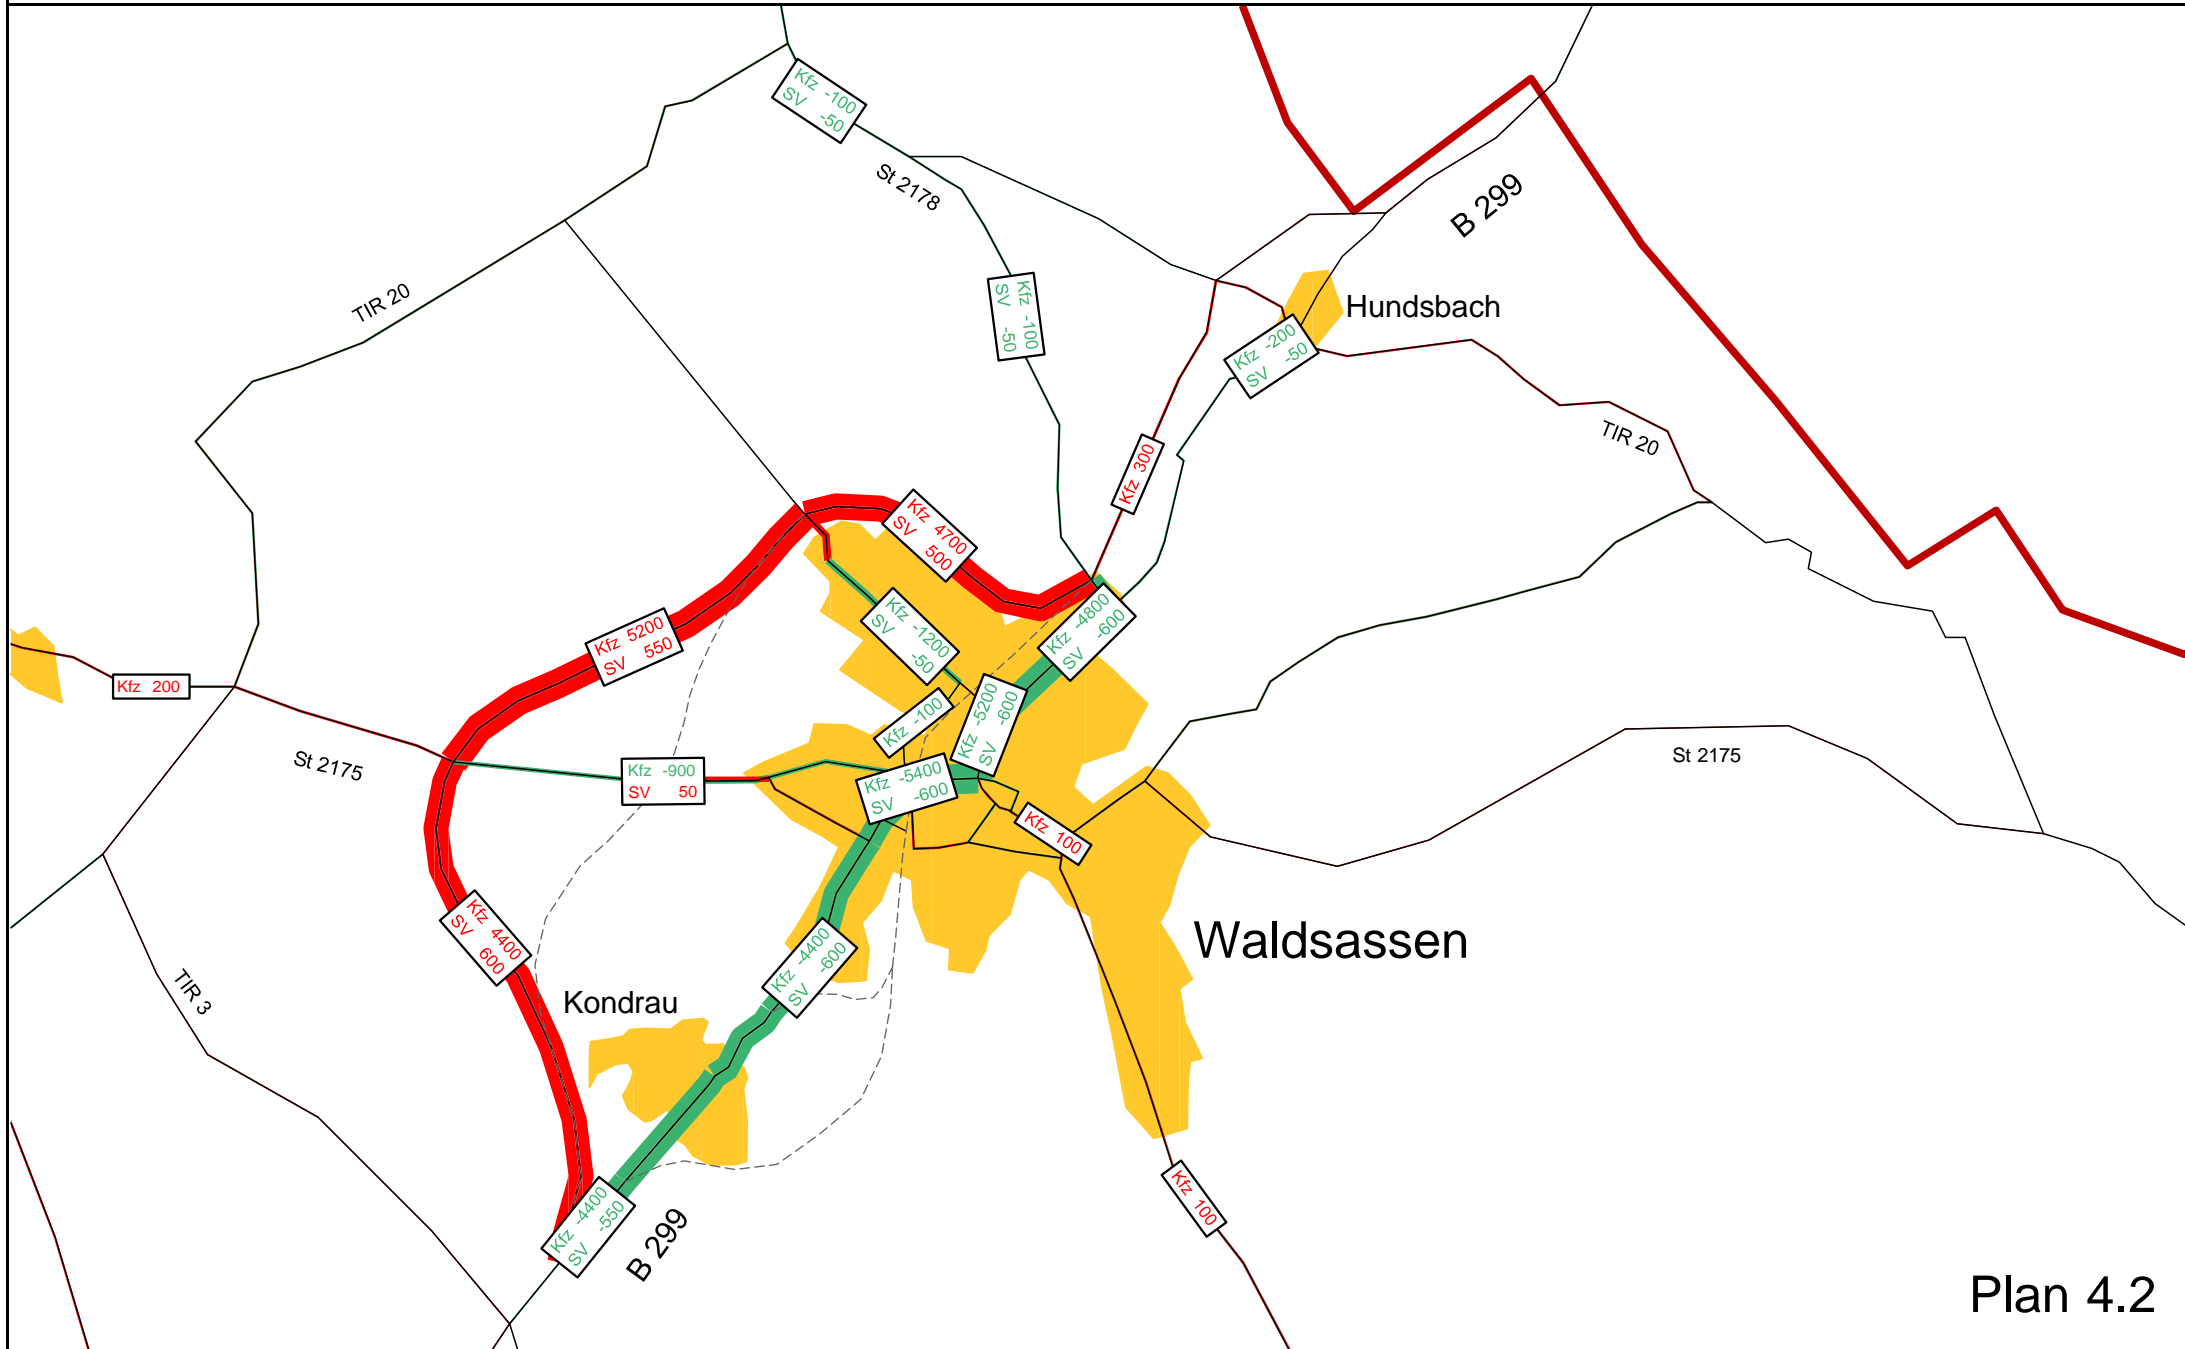 Kfz -100
SV -50
St 2178
B 299
TIR 20
Kfz -100
SV -50
Hundsbach
Kfz -200
SV -50
TIR 20
Kfz 300
Kfz 4700
SV 500
Kfz 5200
SV 550
Kfz -1200
SV -50
Kfz -4800
SV -600
Kfz 200
Kfz -100
Kfz -5200
SV -600
St 2175
Kfz -900
SV 50
Kfz -5400
SV -600
St 2175
Kfz 100
Kfz 4400
SV 600
Waldsassen
Kfz -4400
SV -600
TIR 3
Kondrau
Kfz 100
Kfz -4400
SV -550
B 299
Plan 4.2